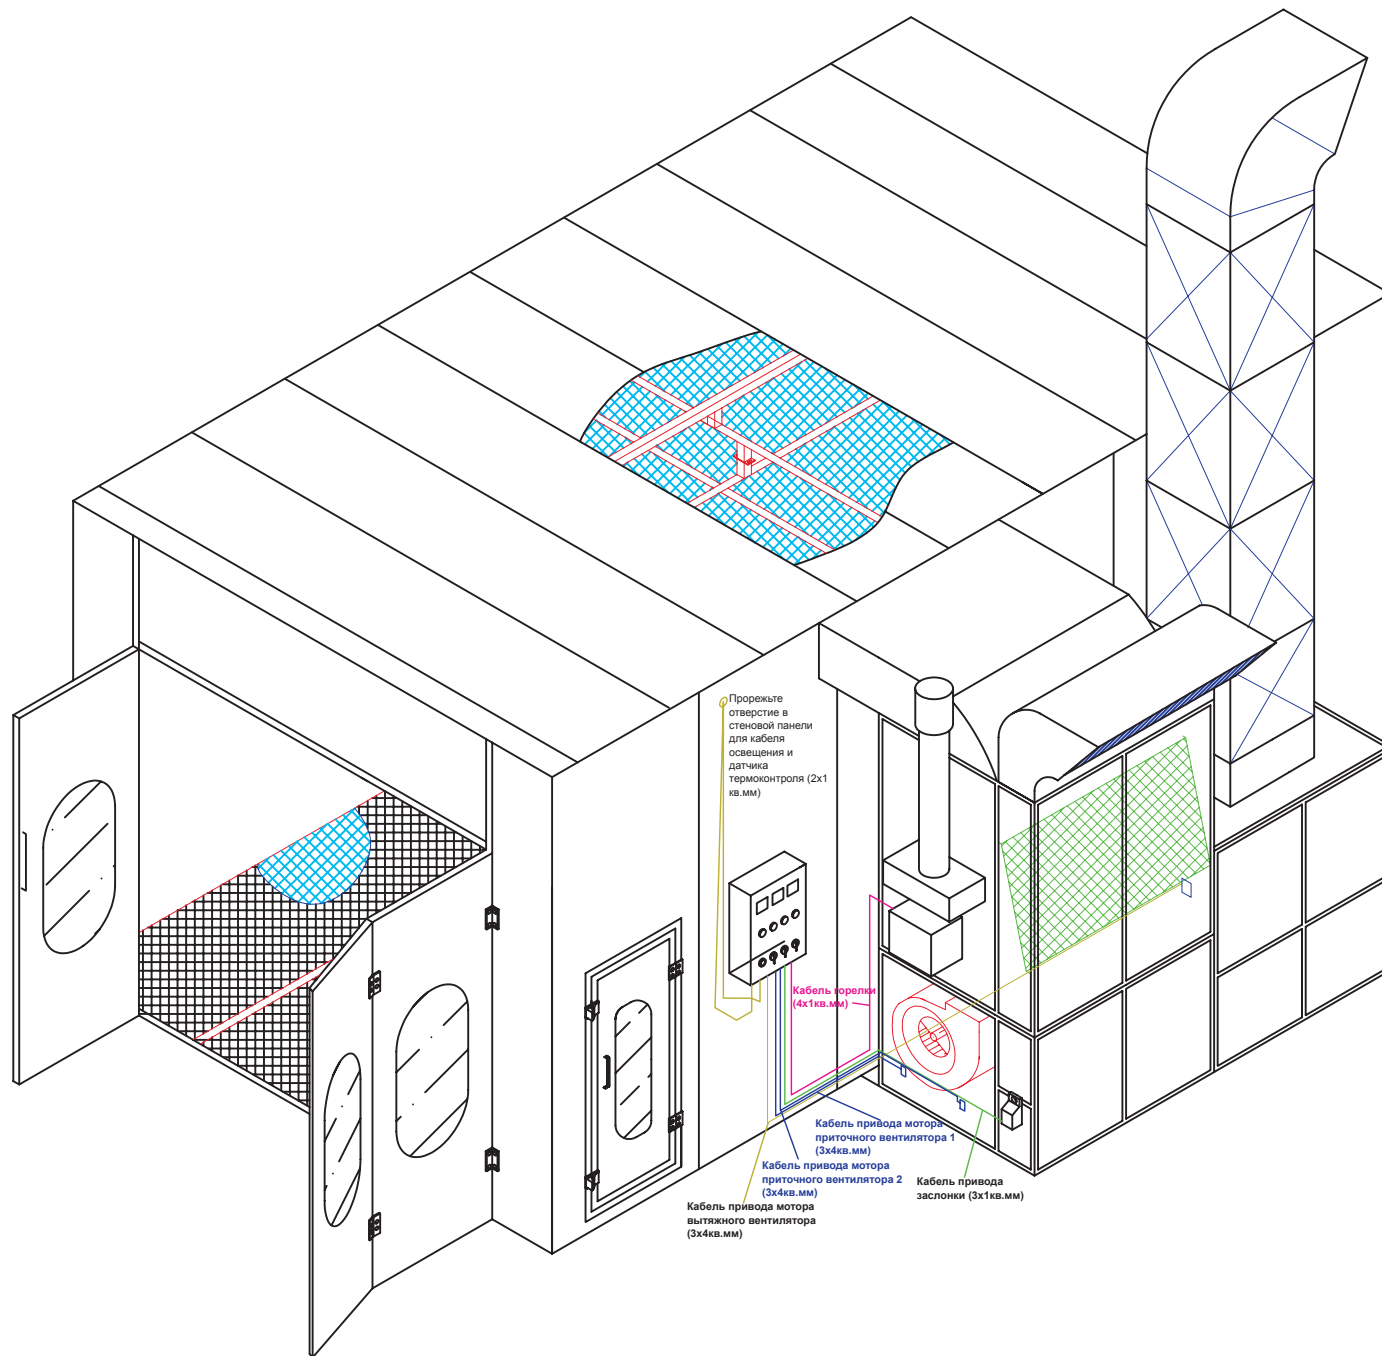 Прорежьте
отверстие в
стеновой панели
для кабеля
освещения и
датчика
термоконтроля (2х1
кв.мм)
Кабель горелки
(4х1кв.мм)
Кабель привода мотора
приточного вентилятора 1
(3х4кв.мм)
Кабель привода мотора
приточного вентилятора 2
(3х4кв.мм)
Кабель привода
заслонки (3х1кв.мм)
Кабель привода мотора
вытяжного вентилятора
(3х4кв.мм)